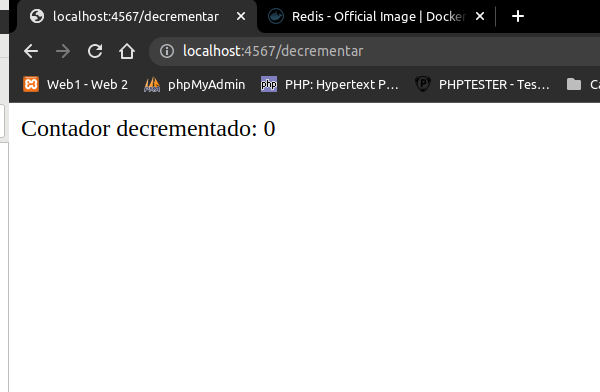 localhost:4567/decrementar
Redis - Official Image | Docker
localhost:4567/decrementar
Web1 - Web 2
phpMyAdmin
php
PHP: Hypertext P...
PHPTESTER - Tes...
Contador decrementado: 0